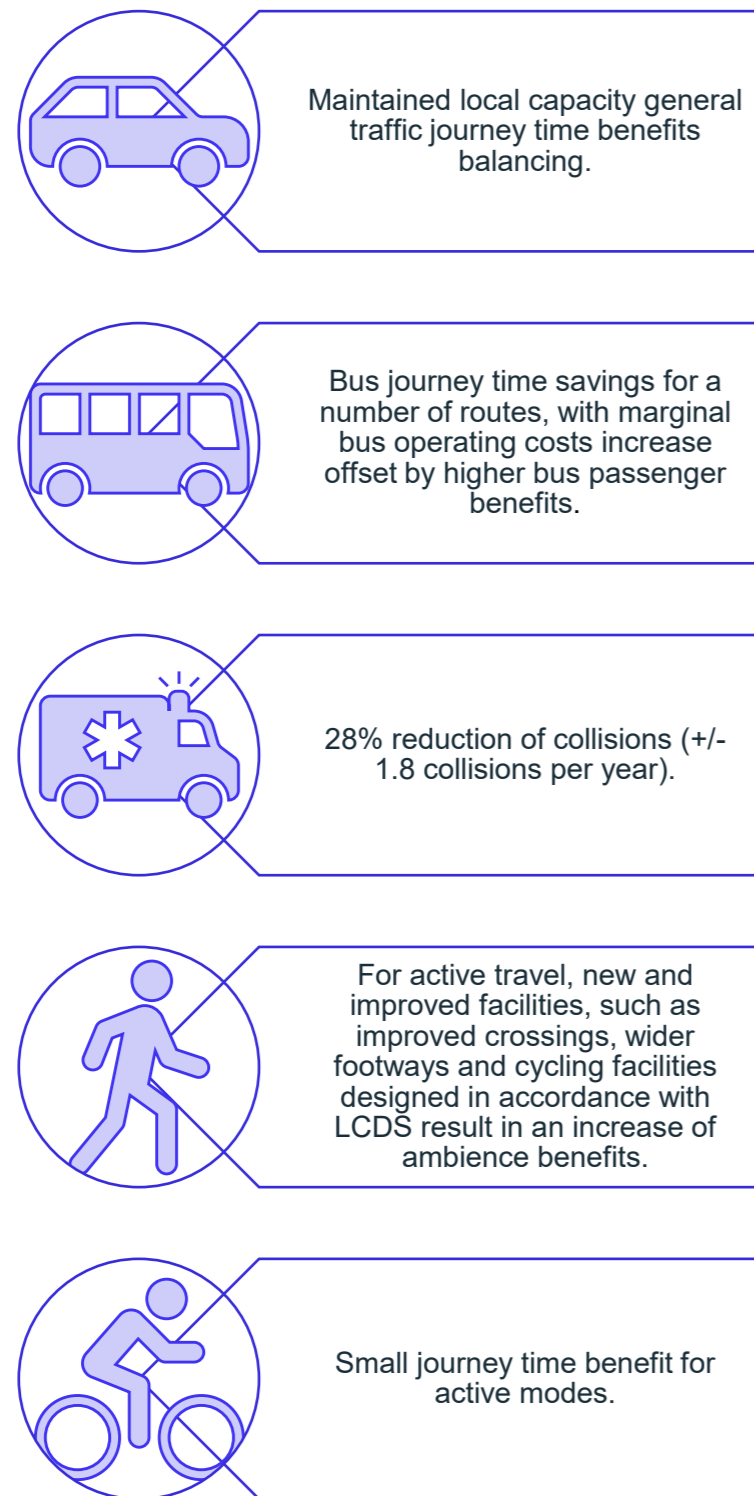 Maintained local capacity general
traffic journey time benefits
balancing.
Bus journey time savings for a
number of routes, with marginal
bus operating costs increase
offset by higher bus passenger
benefits.
28% reduction of collisions (+/-
1.8 collisions per year).
For active travel, new and
improved facilities, such as
improved crossings, wider
footways and cycling facilities
designed in accordance with
LCDS result in an increase of
ambience benefits.
Small journey time benefit for
active modes.